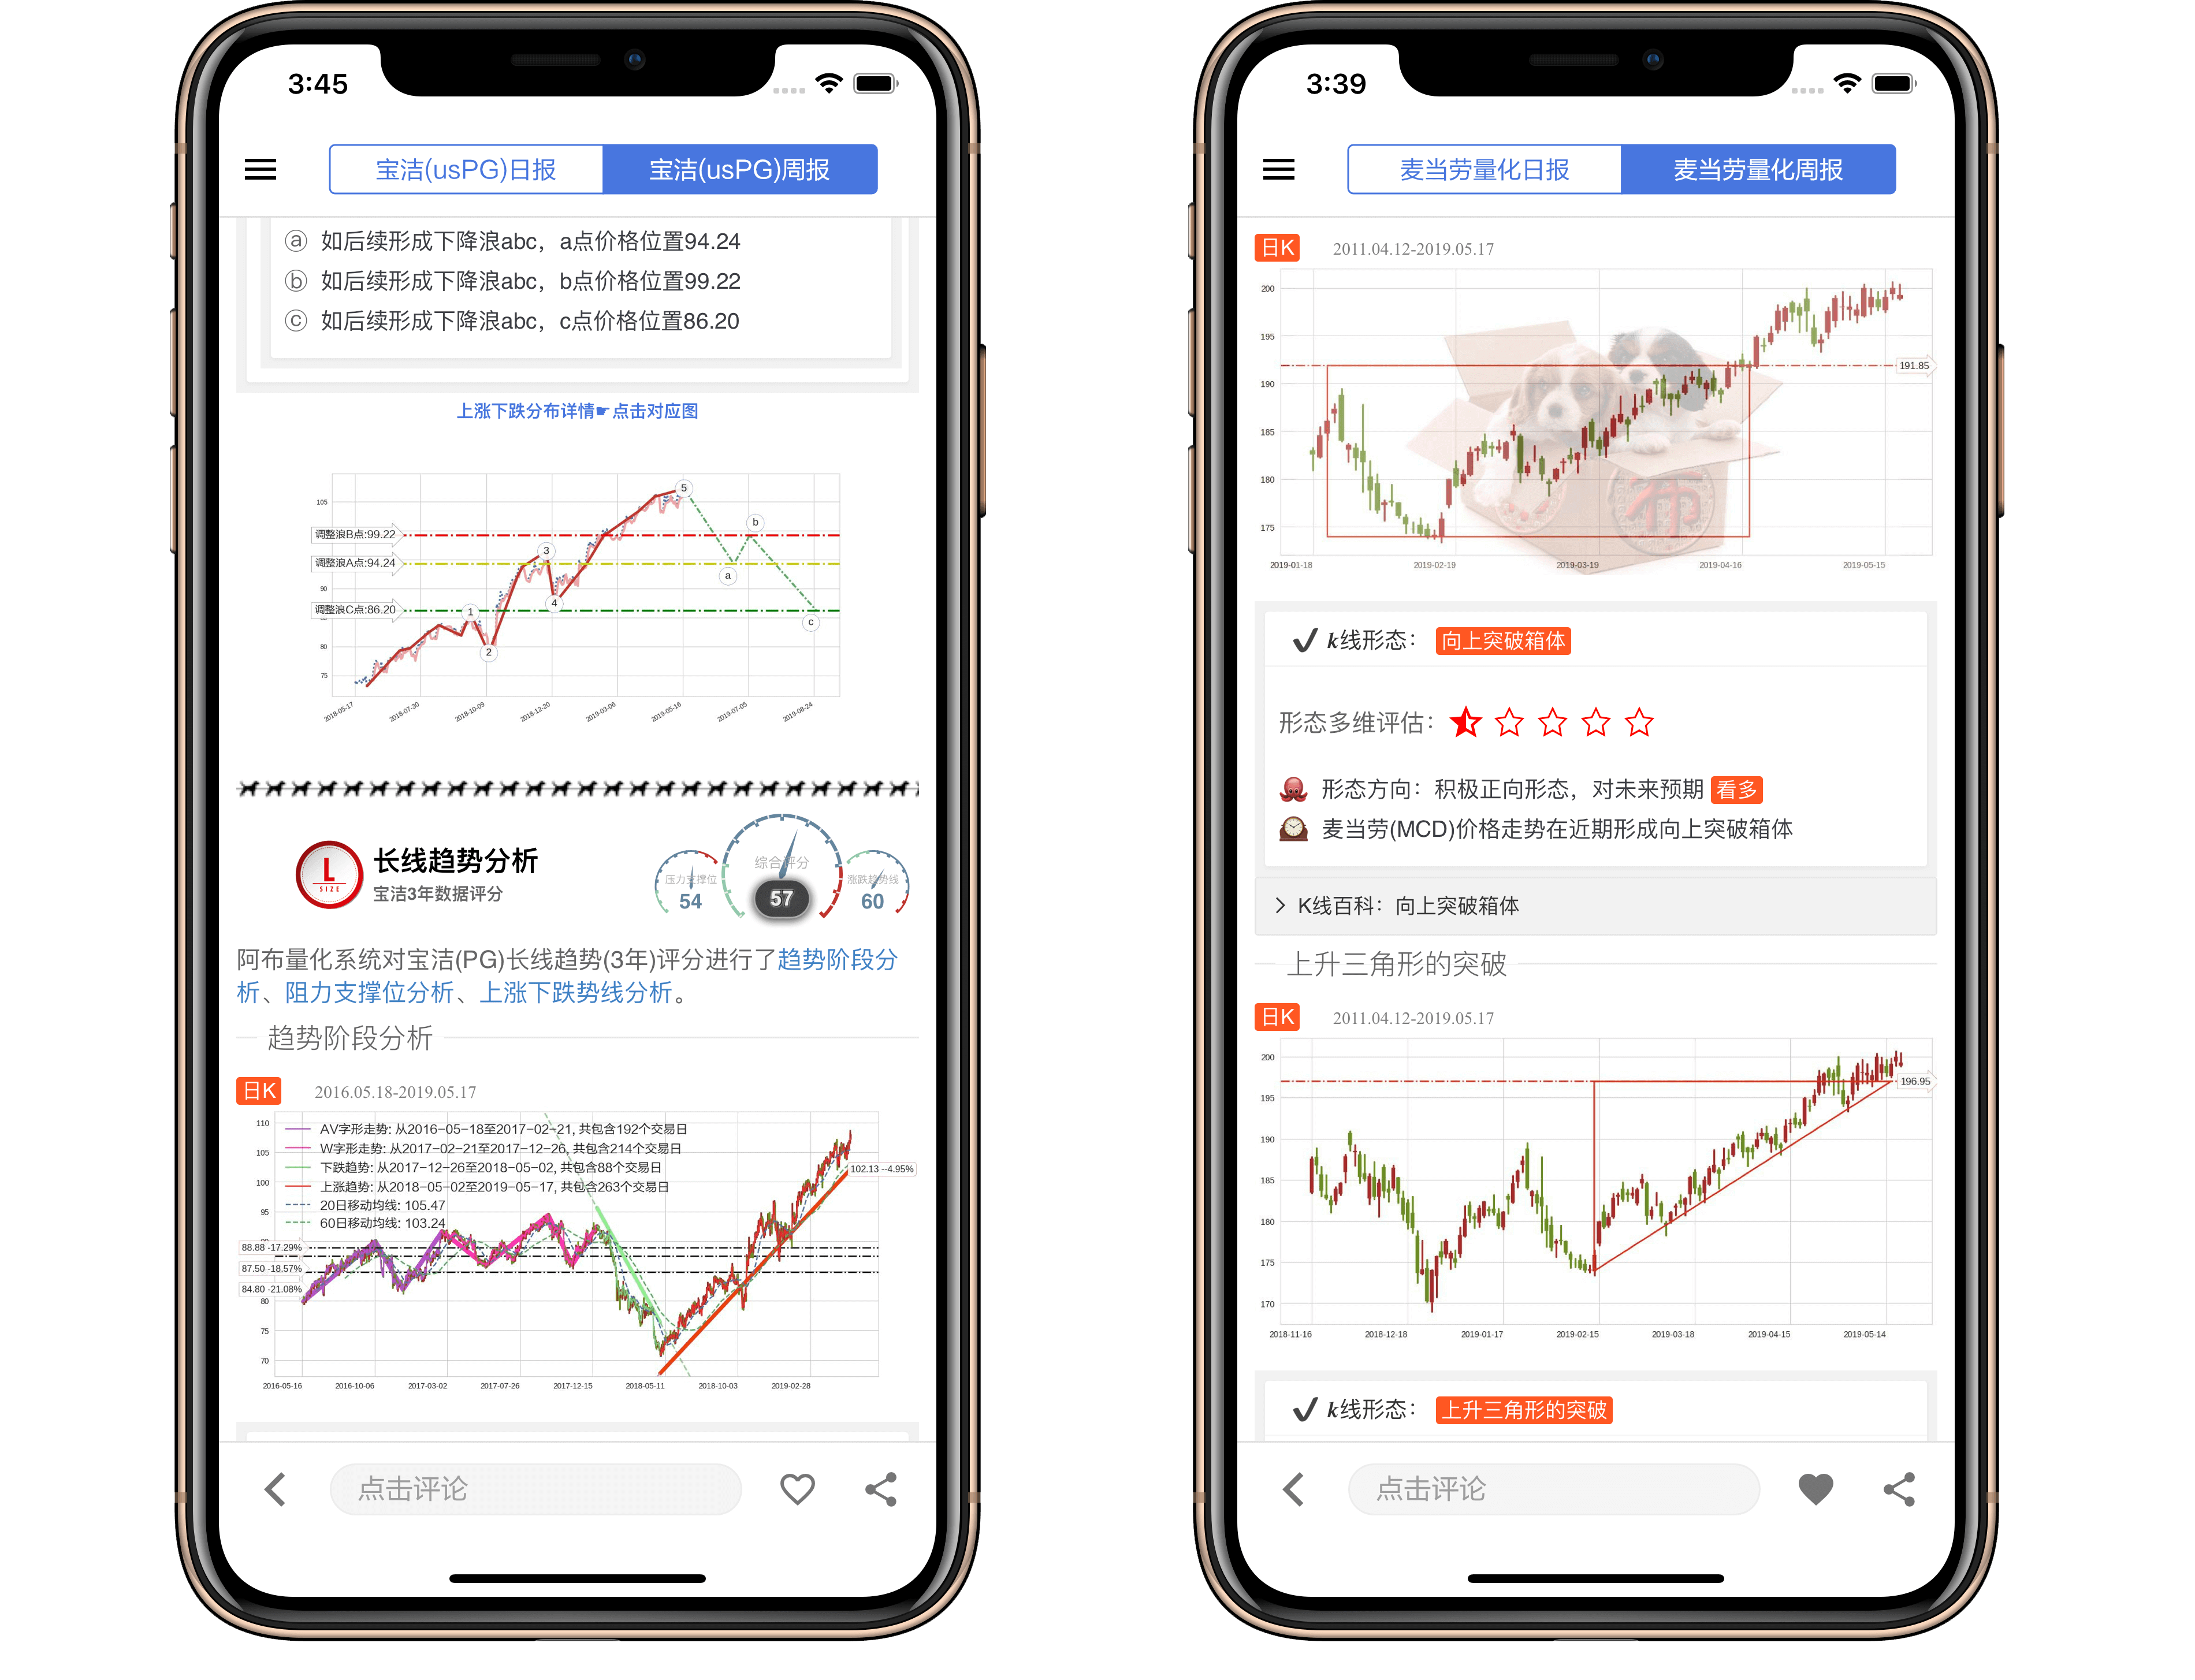 3:45
宝洁(usPG)日报
宝洁(usPG)周报
ⓐ 如后续形成下降浪abc，a点价格位置94.24
ⓑ 如后续形成下降浪abc，b点价格位置99.22
ⓒ 如后续形成下降浪abc，c点价格位置86.20
上涨下跌分布详情☛点击对应图
105
调整浪B点:99.22
调整浪A点:94.24
90
调整浪C点:86.20
80
75
1
2
3
4
5
a
b
c
2018-05-17
2018-07-30
2018-10-09
2018-12-20
2019-03-06
2019-05-16
2019-07-05
2019-08-24
L
SIZE
长线趋势分析
宝洁3年数据评分
压力支撑位
54
综合评分
57
涨跌趋势线
60
阿布量化系统对宝洁(PG)长线趋势(3年)评分进行了趋势阶段分
析、阻力支撑位分析、上涨下跌势线分析。
趋势阶段分析
日K
2016.05.18-2019.05.17
AV字形走势: 从2016-05-18至2017-02-21, 共包含192个交易日
W字形走势: 从2017-02-21至2017-12-26, 共包含214个交易日
下跌趋势: 从2017-12-26至2018-05-02, 共包含88个交易日
上涨趋势: 从2018-05-02至2019-05-17, 共包含263个交易日
20日移动均线: 105.47
60日移动均线: 103.24
110
105
100
95
80
75
70
102.13 --4.95%
88.88 -17.29%
87.50 -18.57%
84.80 -21.08%
2016-05-16
2016-10-06
2017-03-02
2017-07-26
2017-12-15
2018-05-11
2018-10-03
2019-02-28
点击评论
3:39
麦当劳量化日报
麦当劳量化周报
日K
2011.04.12-2019.05.17
200
195
190
185
180
175
191.85
布
2019-01-18
2019-02-19
2019-03-19
2019-04-16
2019-05-15
k线形态：
向上突破箱体
形态多维评估：
形态方向：积极正向形态，对未来预期 看多
麦当劳(MCD)价格走势在近期形成向上突破箱体
K线百科：向上突破箱体
上升三角形的突破
日K
2011.04.12-2019.05.17
200
195
190
185
180
175
170
196.95
2018-11-16
2018-12-18
2019-01-17
2019-02-15
2019-03-18
2019-04-15
2019-05-14
k线形态：
上升三角形的突破
点击评论